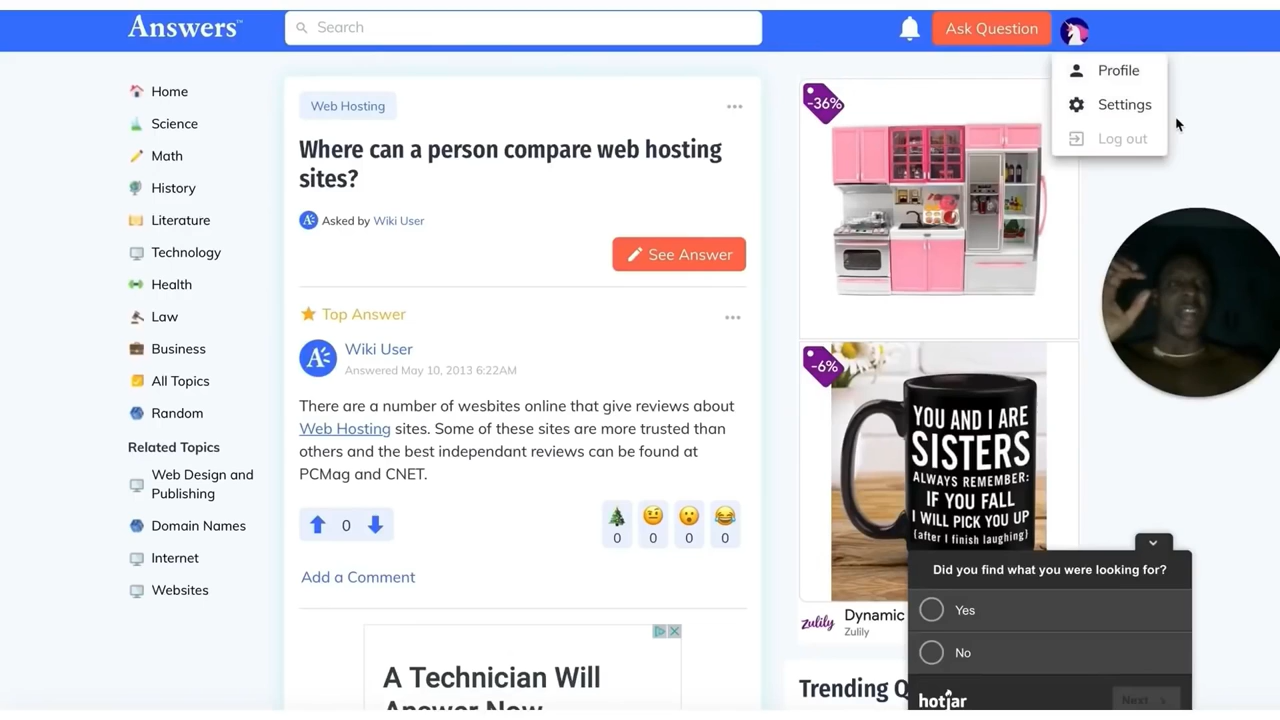 Answers™
Search
Ask Question
Profile
Settings
Log out
Home
Science
Math
History
Literature
Technology
Health
Law
Business
All Topics
Random
Related Topics
Web Design and
Publishing
Domain Names
Internet
Websites
Web Hosting
Where can a person compare web hosting
sites?
Asked by Wiki User
See Answer
Top Answer
Wiki User
Answered May 10, 2013 6:22AM
There are a number of wesbites online that give reviews about
Web Hosting sites. Some of these sites are more trusted than
others and the best independant reviews can be found at
PCMag and CNET.
0
0
0
0
0
Add a Comment
A Technician Will
Answer Now
-36%
-6%
YOU AND I ARE
SISTERS
ALWAYS REMEMBER:
IF YOU FALL
I WILL PICK YOU UP
(after I finish laughing)
zulily
Dynamic
Zulily
Trending Q
Did you find what you were looking for?
Yes
No
hotjar
Next